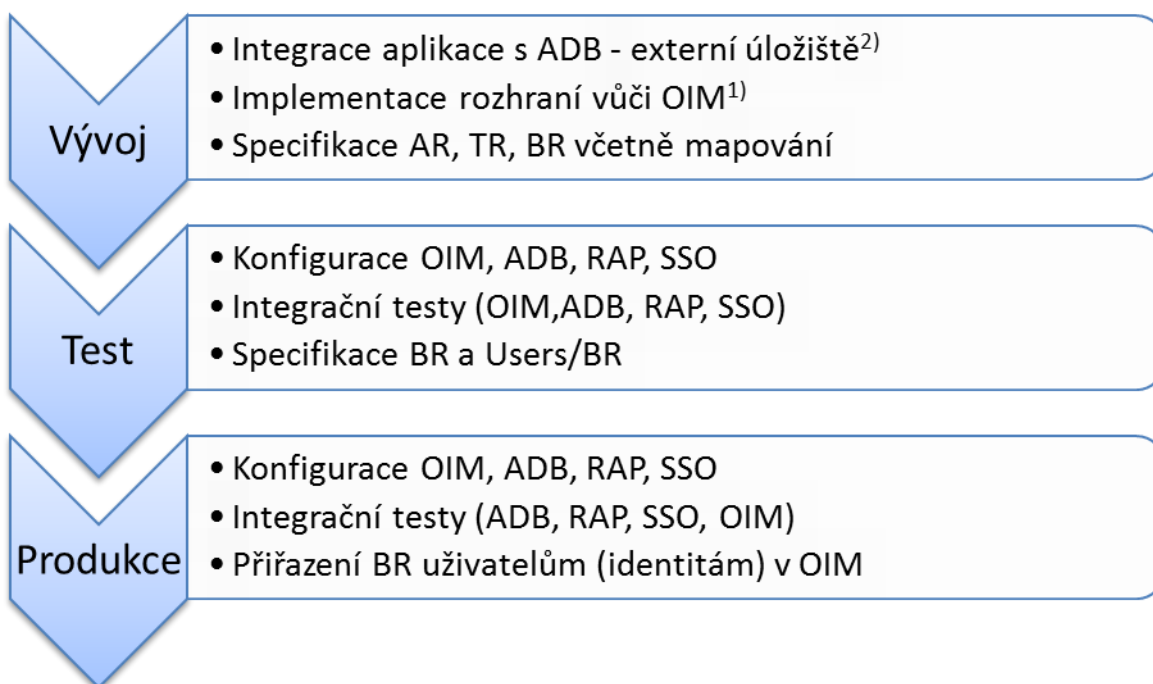 Vývoj
• Integrace aplikace s ADB - externí úložiště2)
• Implementace rozhraní vůči OIM1)
• Specifikace AR, TR, BR včetně mapování
Test
• Konfigurace OIM, ADB, RAP, SSO
• Integrační testy (OIM,ADB, RAP, SSO)
• Specifikace BR a Users/BR
Produkce
• Konfigurace OIM, ADB, RAP, SSO
• Integrační testy (ADB, RAP, SSO, OIM)
• Přiřazení BR uživatelům (identitám) v OIM